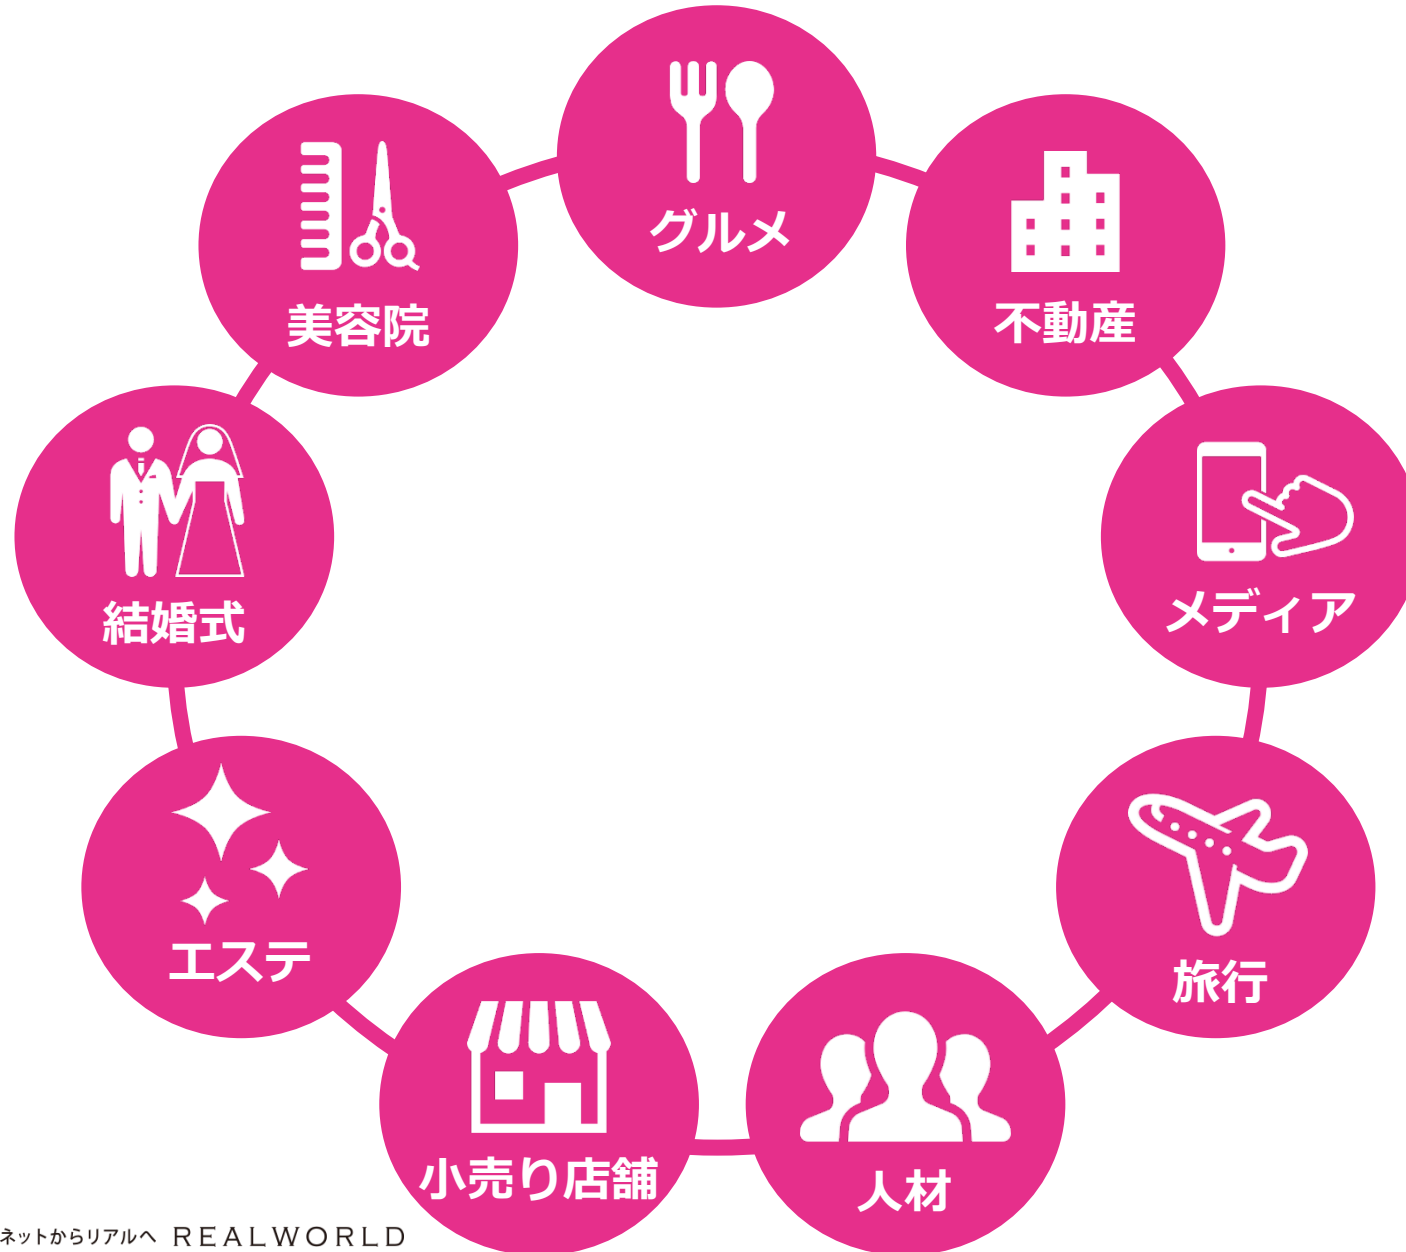 グルメ
不動産
美容院
メディア
結婚式
エステ
旅行
小売り店舗
人材
ネットからリアルへ REALWORLD